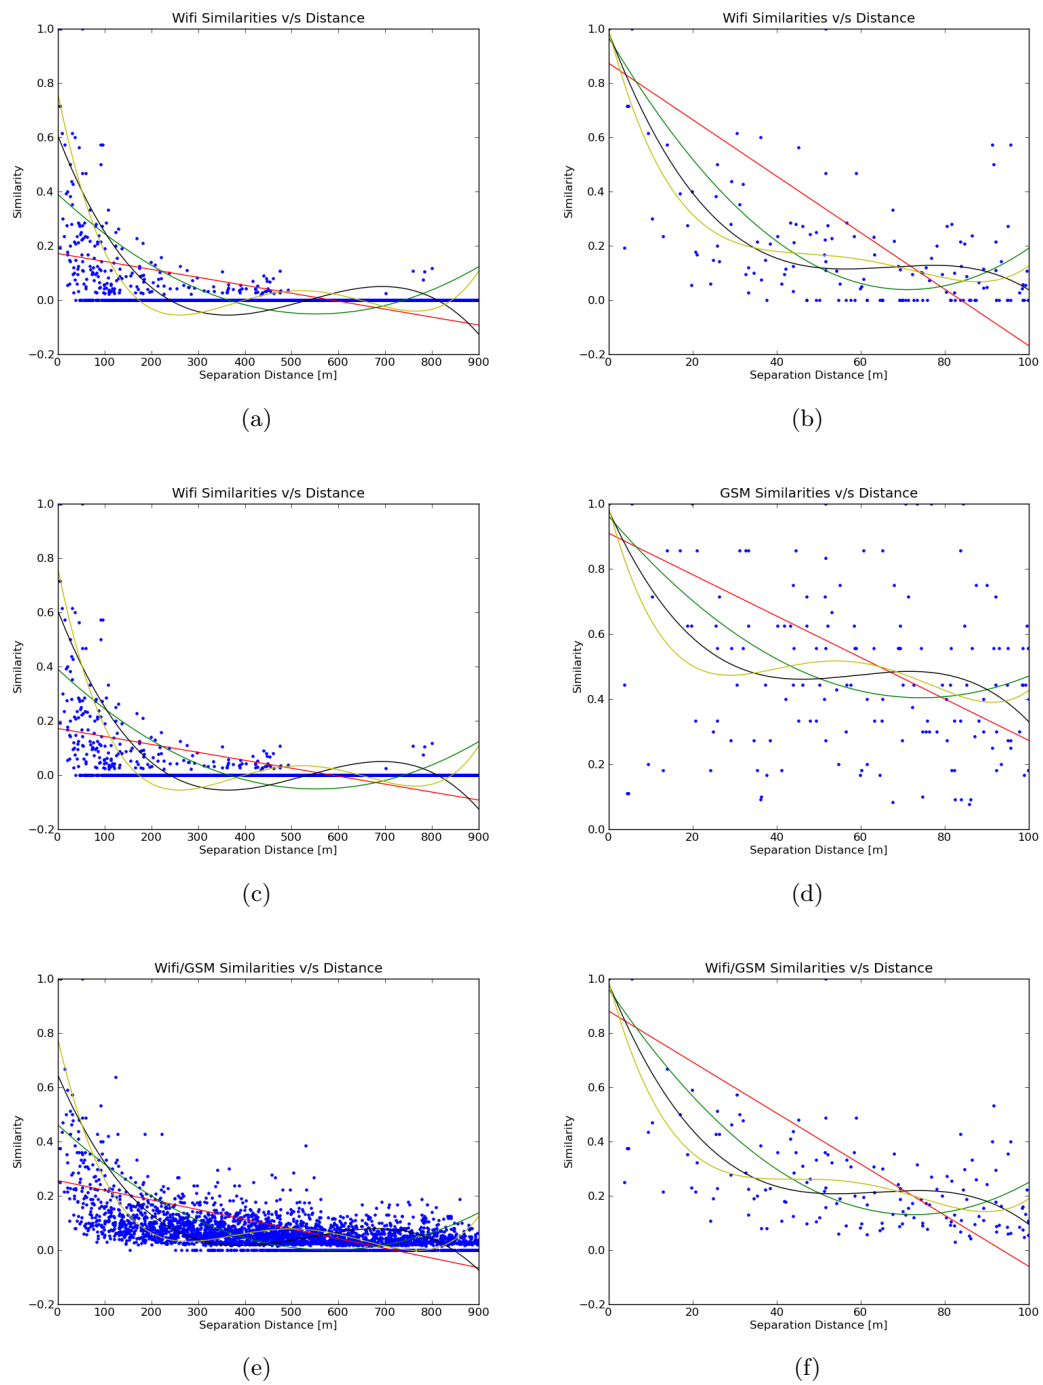 Wifi Similarities v/s Distance
1.0
0.8
0.6
0.4
0.2
0.0
−0.2
Similarity
0 100 200 300 400 500 600 700 800 900
Separation Distance [m]
(a)
Wifi Similarities v/s Distance
1.0
0.8
0.6
0.4
0.2
0.0
−0.2
Similarity
0 20 40 60 80 100
Separation Distance [m]
(b)
Wifi Similarities v/s Distance
1.0
0.8
0.6
0.4
0.2
0.0
−0.2
Similarity
0 100 200 300 400 500 600 700 800 900
Separation Distance [m]
(c)
GSM Similarities v/s Distance
1.0
0.8
0.6
0.4
0.2
0.0
Similarity
0 20 40 60 80 100
Separation Distance [m]
(d)
Wifi/GSM Similarities v/s Distance
1.0
0.8
0.6
0.4
0.2
0.0
−0.2
Similarity
0 100 200 300 400 500 600 700 800 900
Separation Distance [m]
(e)
Wifi/GSM Similarities v/s Distance
1.0
0.8
0.6
0.4
0.2
0.0
−0.2
Similarity
0 20 40 60 80 100
Separation Distance [m]
(f)